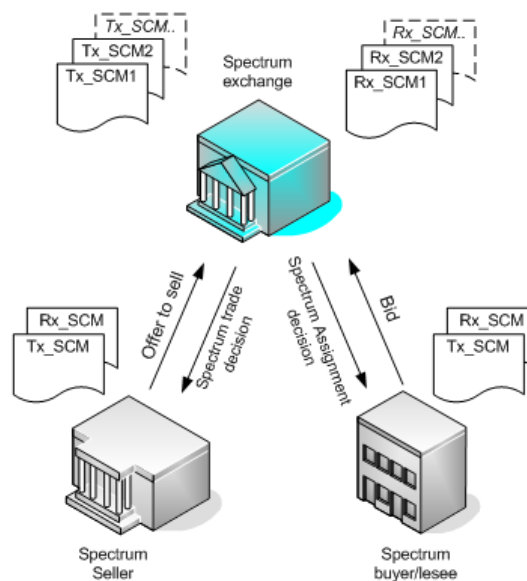 Tx_SCM..
Tx_SCM2
Tx_SCM1
Spectrum
exchange
Rx_SCM..
Rx_SCM2
Rx_SCM1
Offer to sell
Spectrum trade
decision
Spectrum Assignment
decision
Bid
Rx_SCM
Tx_SCM
Rx_SCM
Tx_SCM
Spectrum
Seller
Spectrum
buyer/lesee